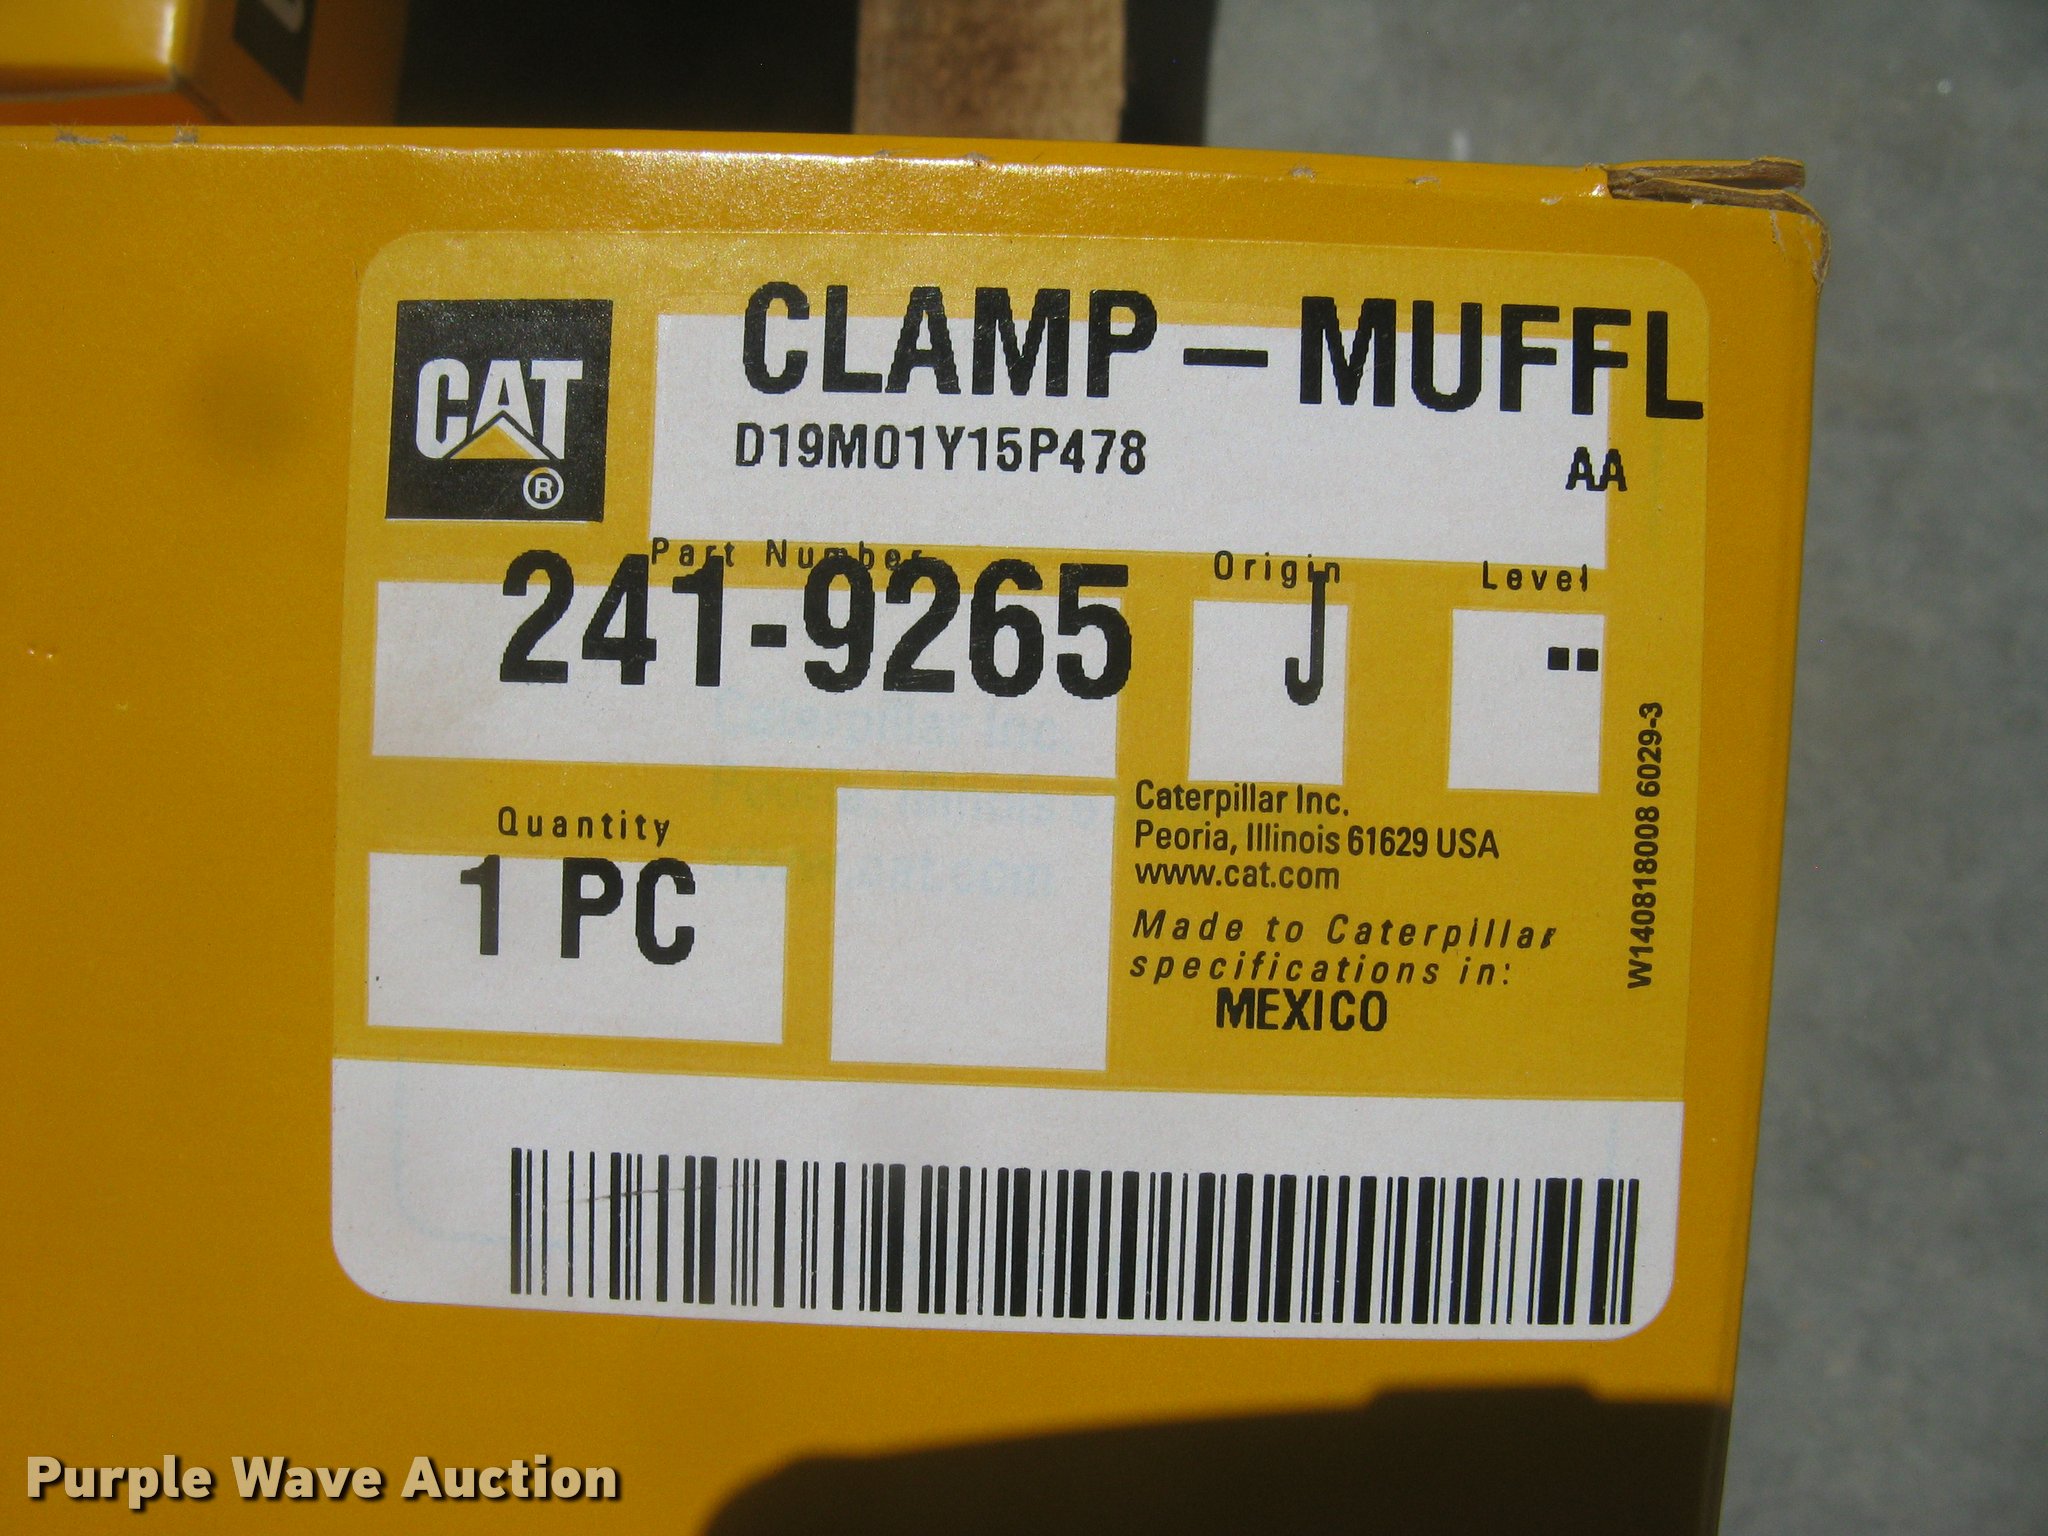 CAT
®
CLAMP-MUFFL
D19M01Y15P478
AA
Part Number
241-9265
Origin
J
Level
Quantity
1 PC
Caterpillar Inc.
Peoria, Illinois 61629 USA
www.cat.com
Made to Caterpillar
specifications in:
MEXICO
W140818008 6029-3
Purple Wave Auction